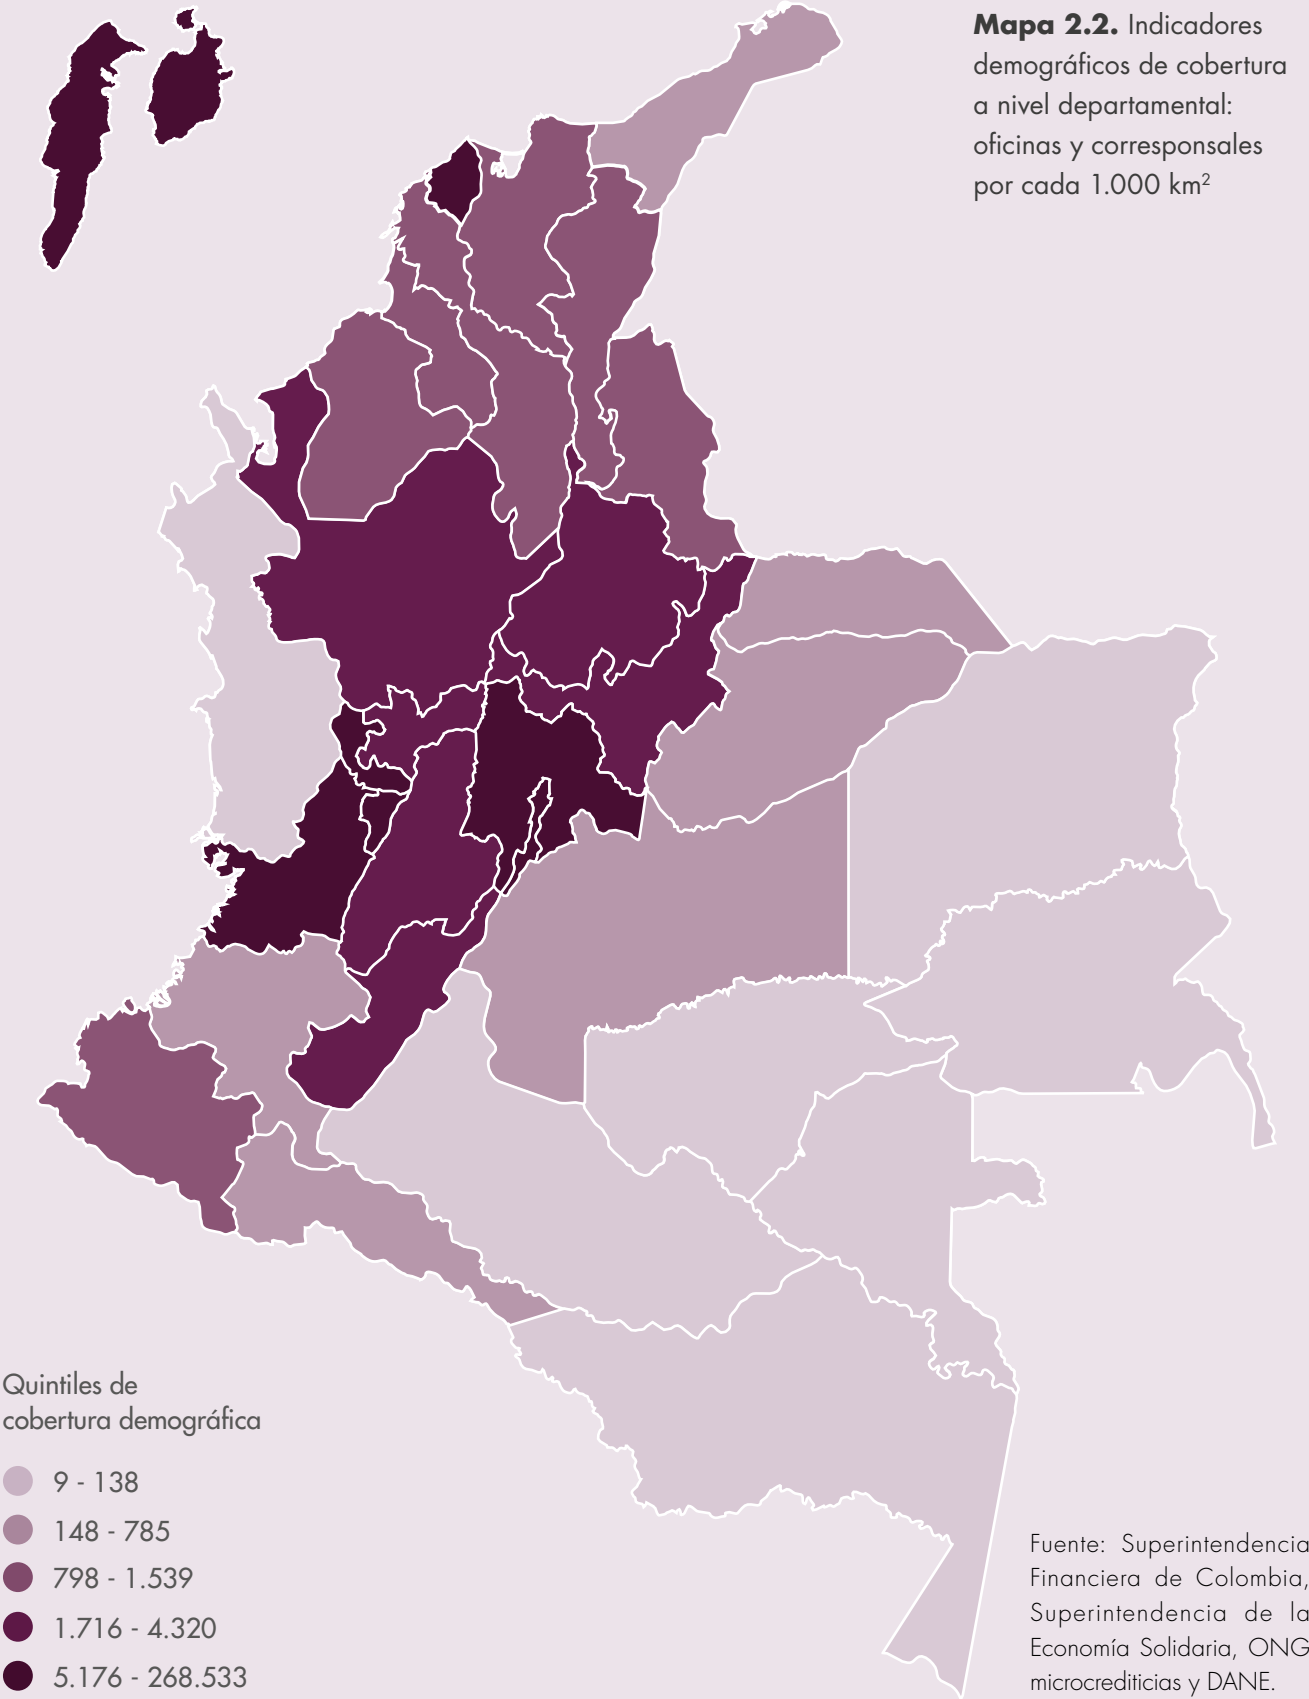 Mapa 2.2. Indicadores
demográficos de cobertura
a nivel departamental:
oficinas y corresponsales
por cada 1.000 km²
Quintiles de
cobertura demográfica
9 - 138
148 - 785
798 - 1.539
1.716 - 4.320
5.176 - 268.533
Fuente: Superintendencia
Financiera de Colombia,
Superintendencia de la
Economía Solidaria, ONG
microcrediticias y DANE.